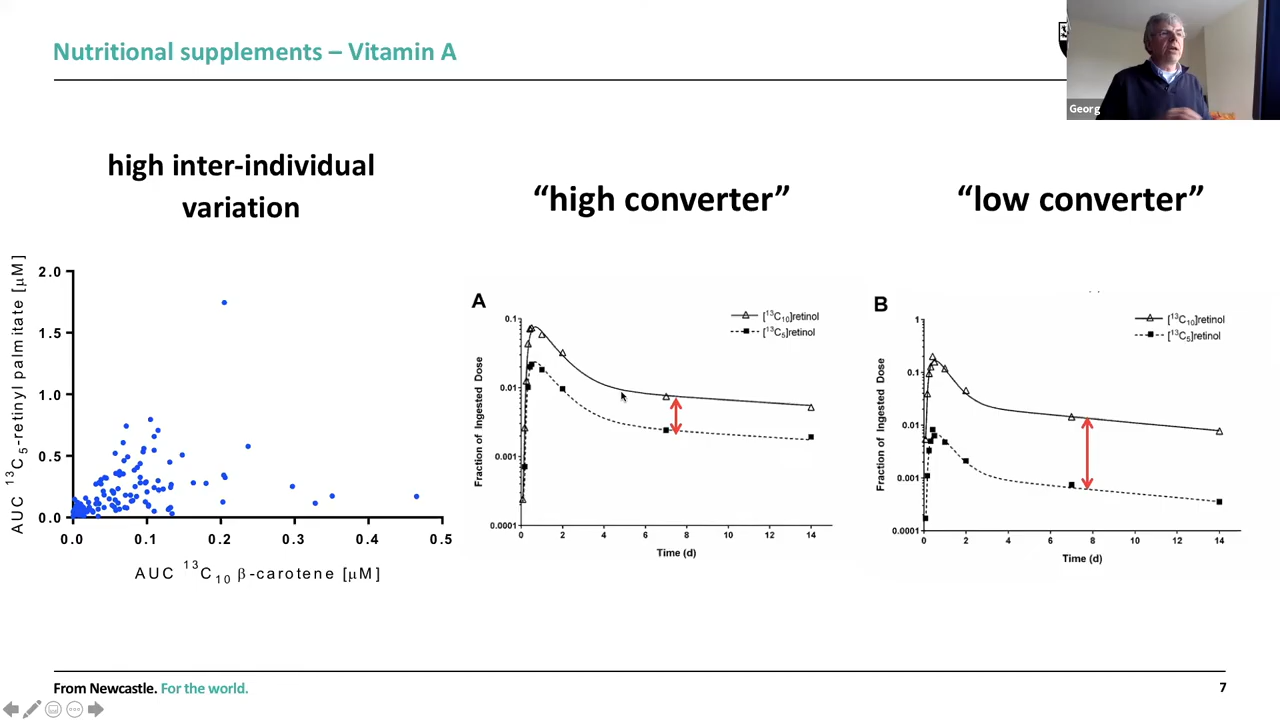 Nutritional supplements – Vitamin A
Georg
high inter-individual
variation
“high converter”
“low converter”
AUC ¹³C₅-retinyl palmitate [µM]
2.0
1.5
1.0
0.5
0.0
0.0 0.1 0.2 0.3 0.4 0.5
AUC ¹³C₁₀ β-carotene [µM]
A
[¹³C₁₀]retinol
[¹³C₅]retinol
Fraction of Ingested Dose
0.1
0.01
0.001
0.0001
0 2 4 6 8 10 12 14
Time (d)
B
[¹³C₁₀]retinol
[¹³C₅]retinol
Fraction of Ingested Dose
1
0.1
0.01
0.001
0.0001
0 2 4 6 8 10 12 14
Time (d)
From Newcastle. For the world.
7